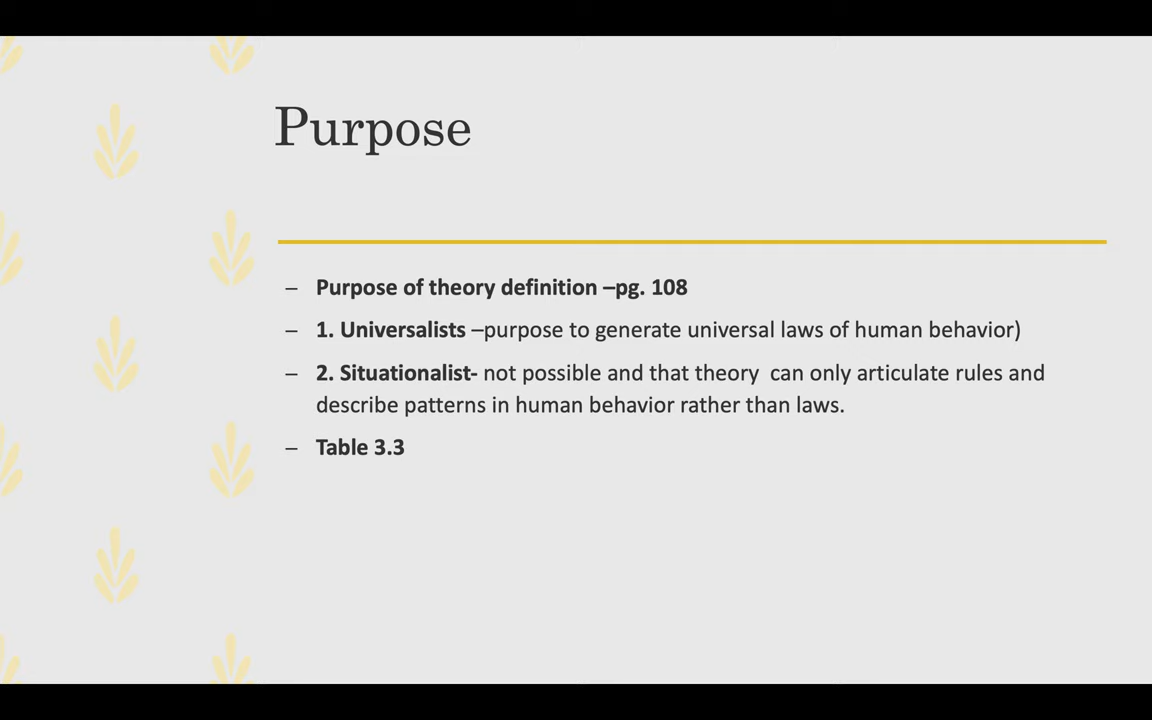 Purpose
– Purpose of theory definition –pg. 108
– 1. Universalists –purpose to generate universal laws of human behavior)
– 2. Situationalist- not possible and that theory  can only articulate rules and
describe patterns in human behavior rather than laws.
– Table 3.3